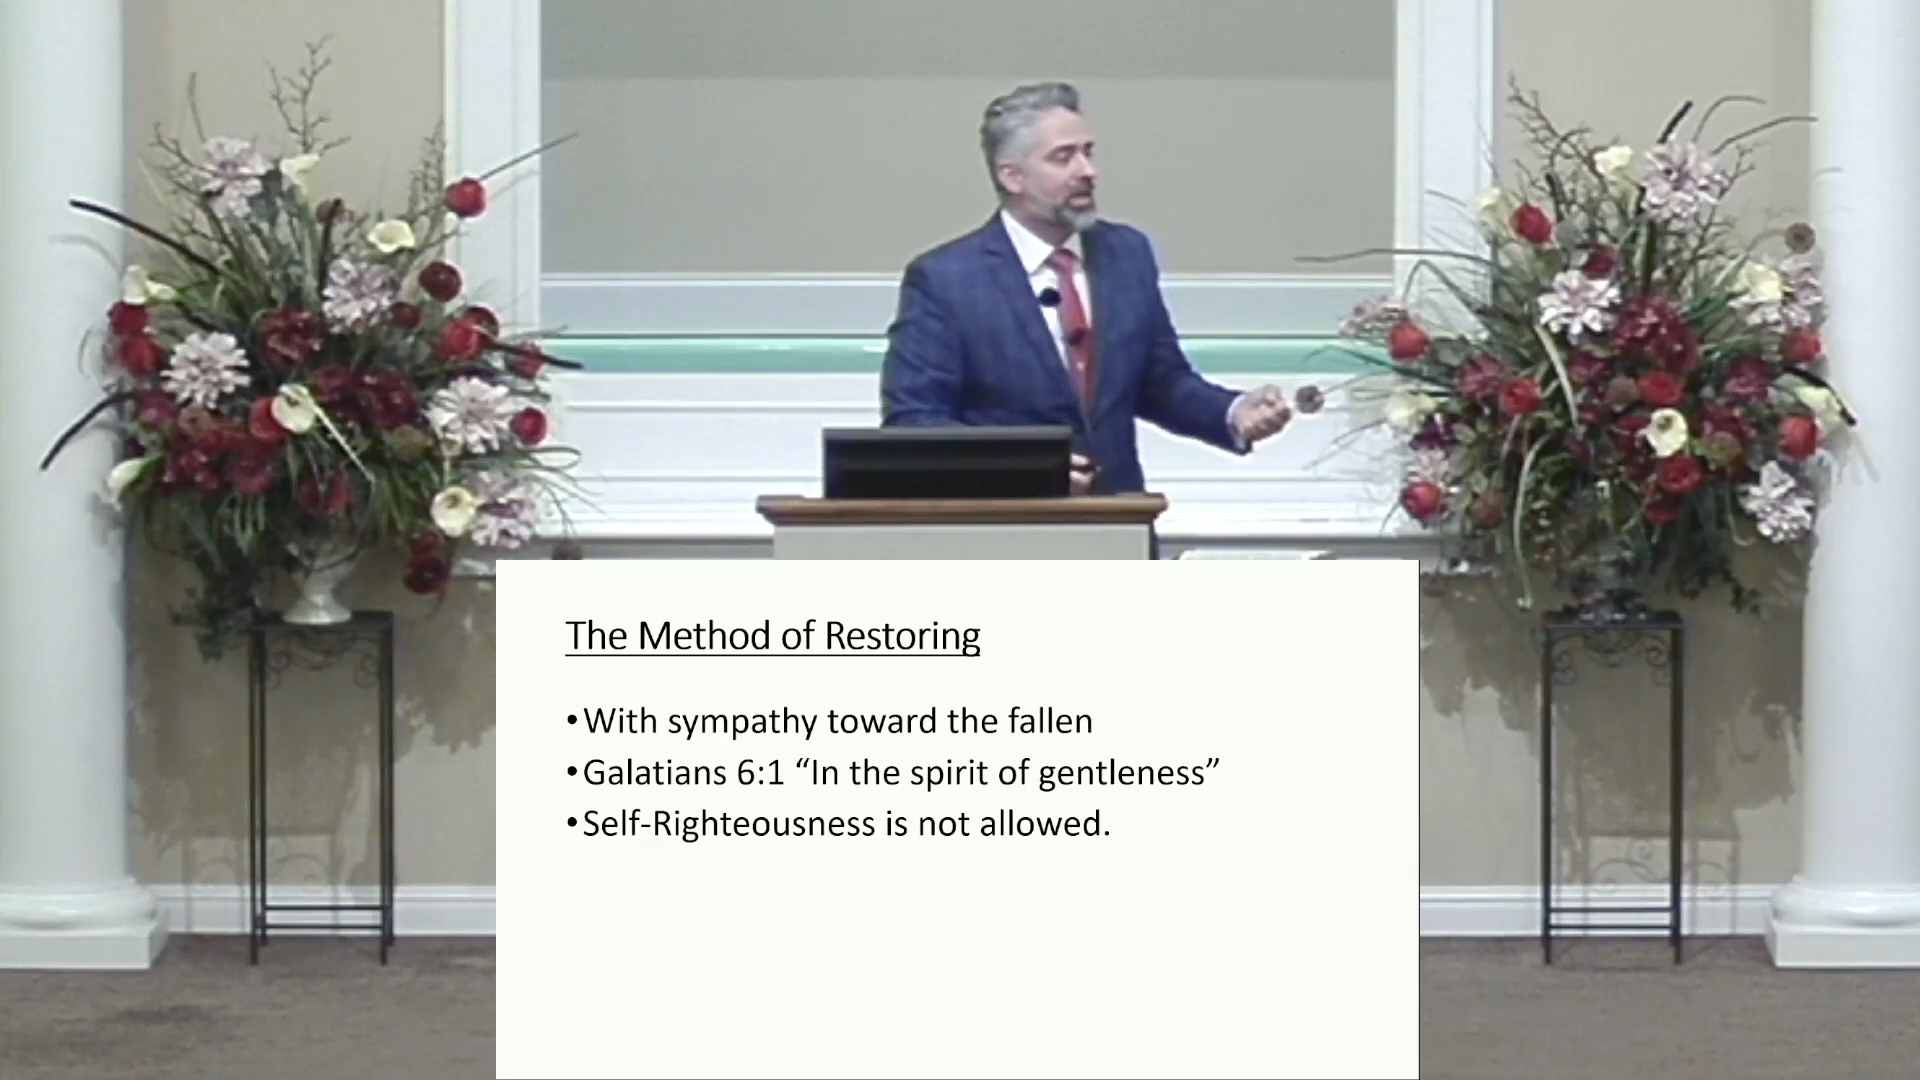 The Method of Restoring
•With sympathy toward the fallen
•Galatians 6:1 “In the spirit of gentleness”
•Self-Righteousness is not allowed.